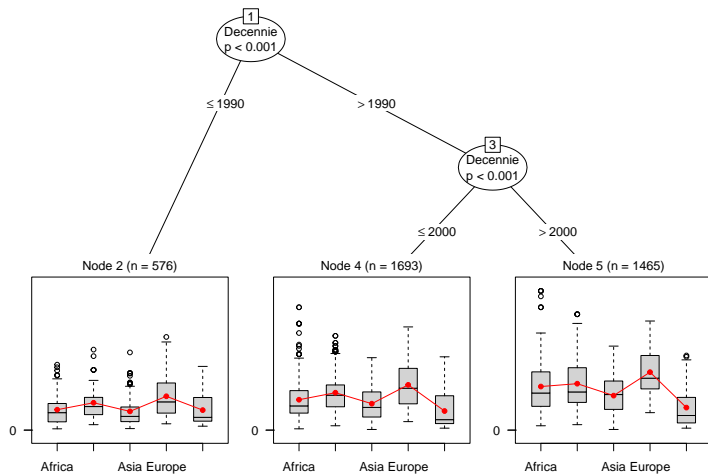 1
Decennie
p < 0.001
≤ 1990
> 1990
3
Decennie
p < 0.001
≤ 2000
> 2000
Node 2 (n = 576)
Node 4 (n = 1693)
Node 5 (n = 1465)
0
0
0
Africa Asia Europe
Africa Asia Europe
Africa Asia Europe